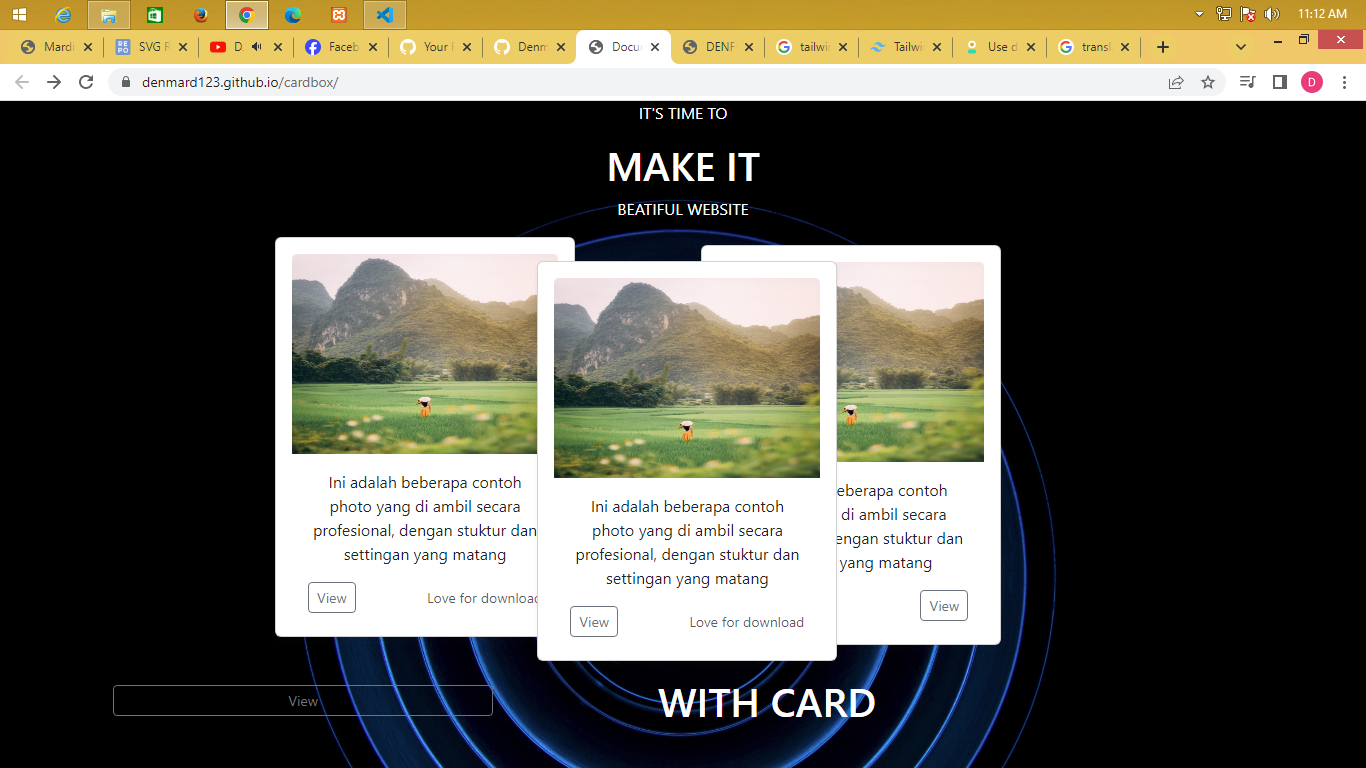 11:12 AM
Mardi
SVG R
D
Faceb
Your F
Denm
Docu
DENF
tailwi
Tailwi
Use d
transl
denmard123.github.io/cardbox/
D
IT'S TIME TO
MAKE IT
BEATIFUL WEBSITE
Ini adalah beberapa contoh
photo yang di ambil secara
profesional, dengan stuktur dan
settingan yang matang
View
Love for download
Ini adalah beberapa contoh
photo yang di ambil secara
profesional, dengan stuktur dan
settingan yang matang
View
Love for download
eberapa contoh
di ambil secara
engan stuktur dan
yang matang
View
View
WITH CARD